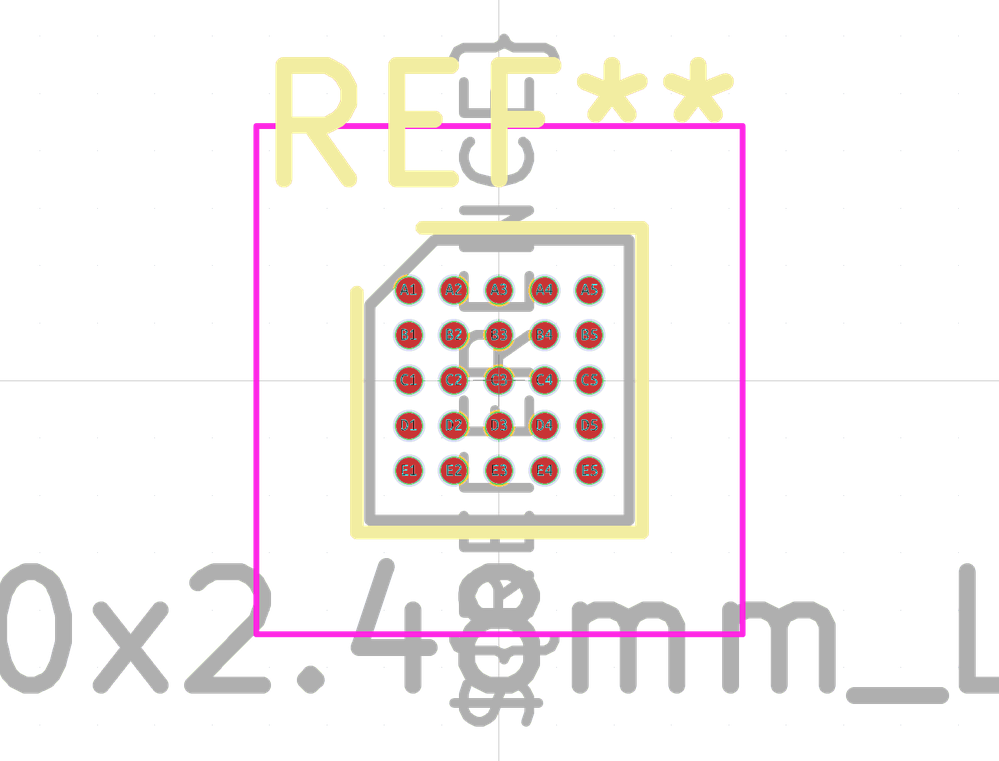 REF**
${REFERENCE}
A1 A2 A3 A4 A5
B1 B2 B3 B4 B5
C1 C2 C3 C4 C5
D1 D2 D3 D4 D5
E1 E2 E3 E4 E5
0x2.48mm_L